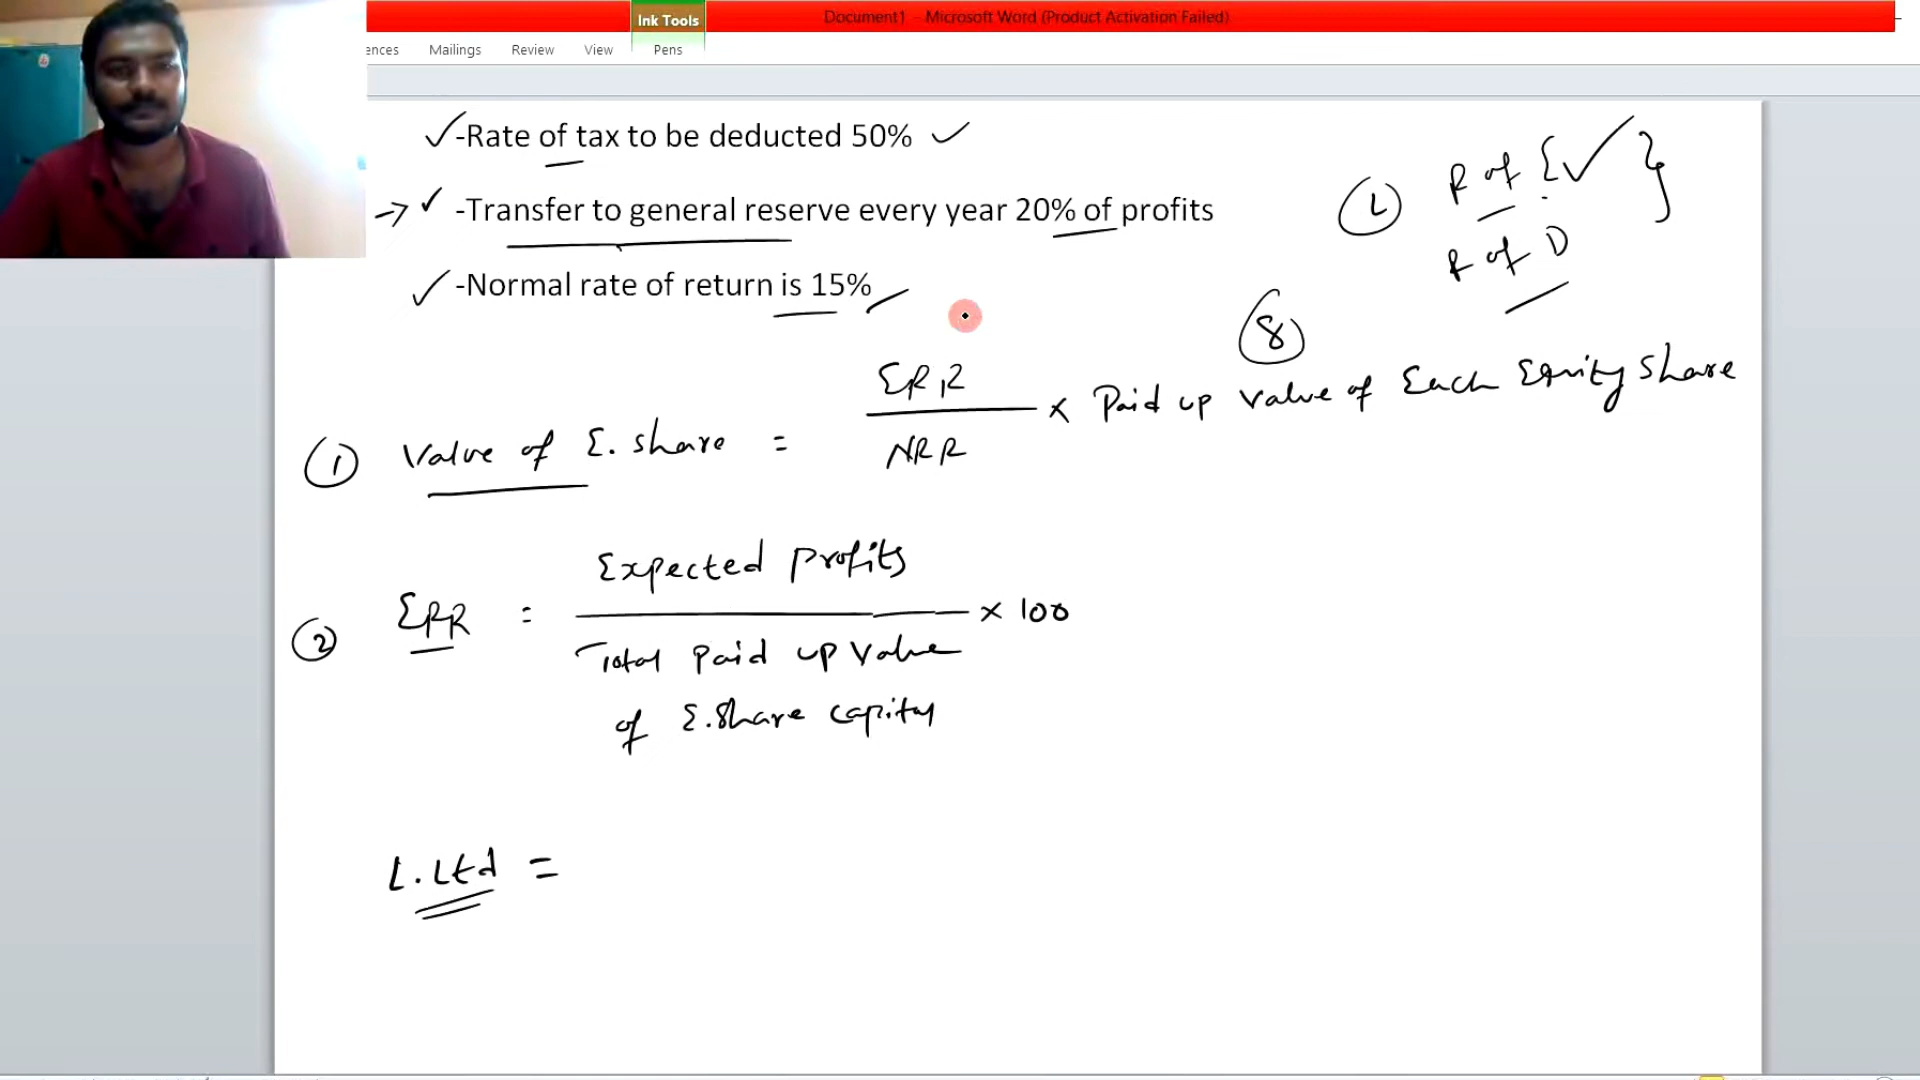 Ink Tools
Document1 - Microsoft Word (Product Activation Failed)
ences Mailings Review View Pens
-Rate of tax to be deducted 50%
-Transfer to general reserve every year 20% of profits
-Normal rate of return is 15%
L
R of { }
R of D
8
① Value of E. share = ERR / NRR × Paid up value of Each Equity share
② ERR = Expected Profits / Total paid up value of E. share capital × 100
L. Ltd =